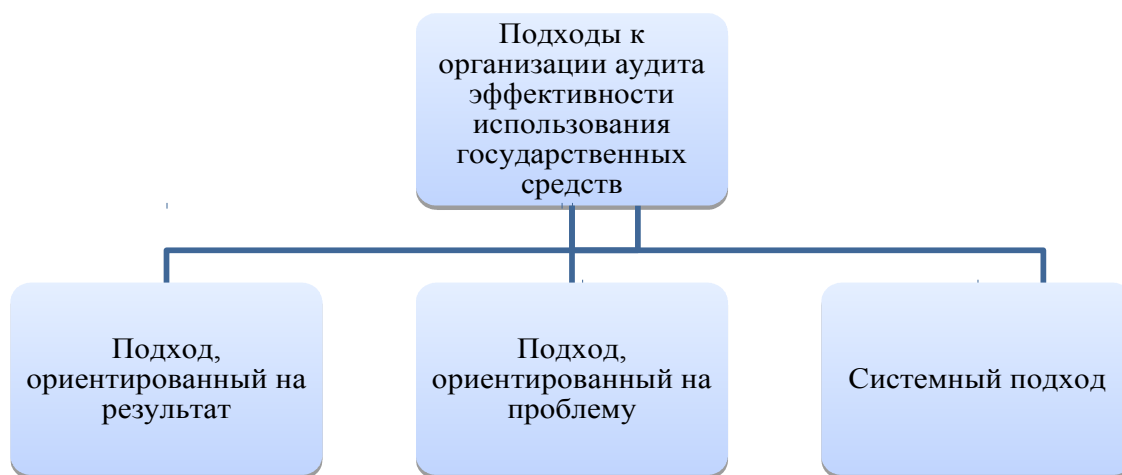 Подходы к
организации аудита
эффективности
использования
государственных
средств
Подход,
ориентированный на
результат
Подход,
ориентированный на
проблему
Системный подход